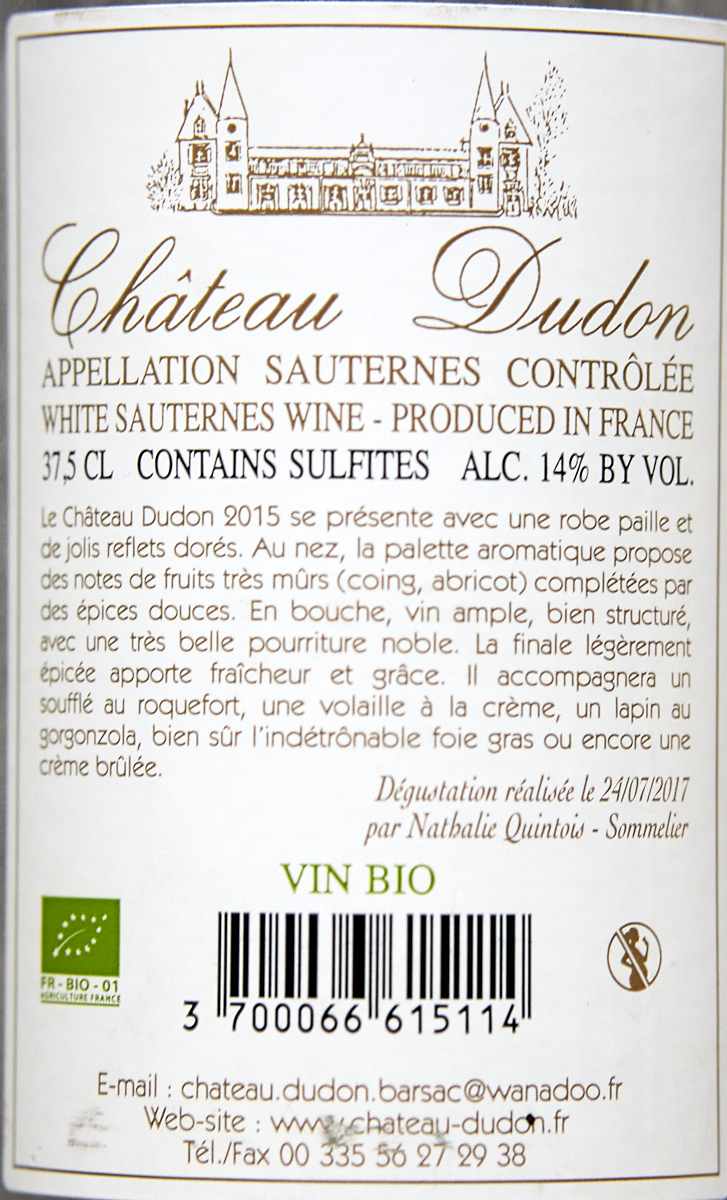 Château Dudon
APPELLATION SAUTERNES CONTRÔLÉE
WHITE SAUTERNES WINE - PRODUCED IN FRANCE
37,5 CL CONTAINS SULFITES ALC. 14% BY VOL.
Le Château Dudon 2015 se présente avec une robe paille et
de jolis reflets dorés. Au nez, la palette aromatique propose
des notes de fruits très mûrs (coing, abricot) complétées par
des épices douces. En bouche, vin ample, bien structuré,
avec une très belle pourriture noble. La finale légèrement
épicée apporte fraîcheur et grâce. Il accompagnera un
soufflé au roquefort, une volaille à la crème, un lapin au
gorgonzola, bien sûr l'indétrônable foie gras ou encore une
crème brûlée.
Dégustation réalisée le 24/07/2017
par Nathalie Quintois - Sommelier
VIN BIO
FR - BIO - 01
AGRICULTURE FRANCE
3 700066 615114
E-mail : chateau.dudon.barsac@wanadoo.fr
Web-site : www.chateau-dudon.fr
Tél./Fax 00 335 56 27 29 38